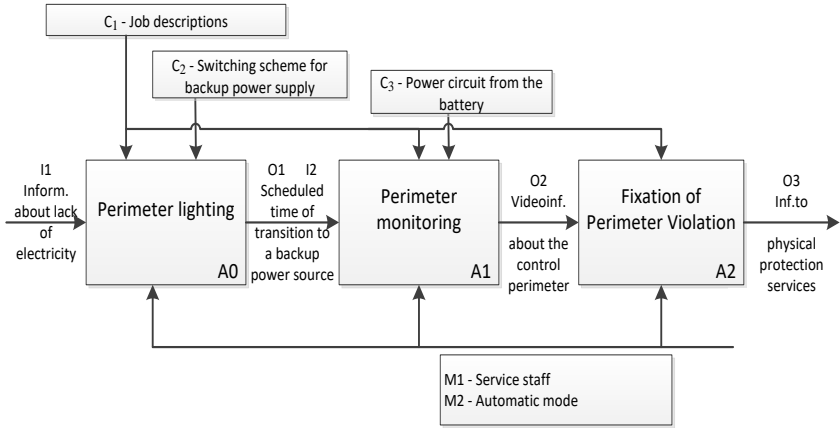 C1 - Job descriptions
C2 - Switching scheme for
backup power supply
C3 - Power circuit from the
battery
I1
Inform.
about lack
of
electricity
Perimeter lighting
A0
O1 I2
Scheduled
time of
transition to
a backup
power source
Perimeter
monitoring
A1
O2
Videoinf.
about the
control
perimeter
Fixation of
Perimeter Violation
A2
O3
Inf.to
physical
protection
services
M1 - Service staff
M2 - Automatic mode